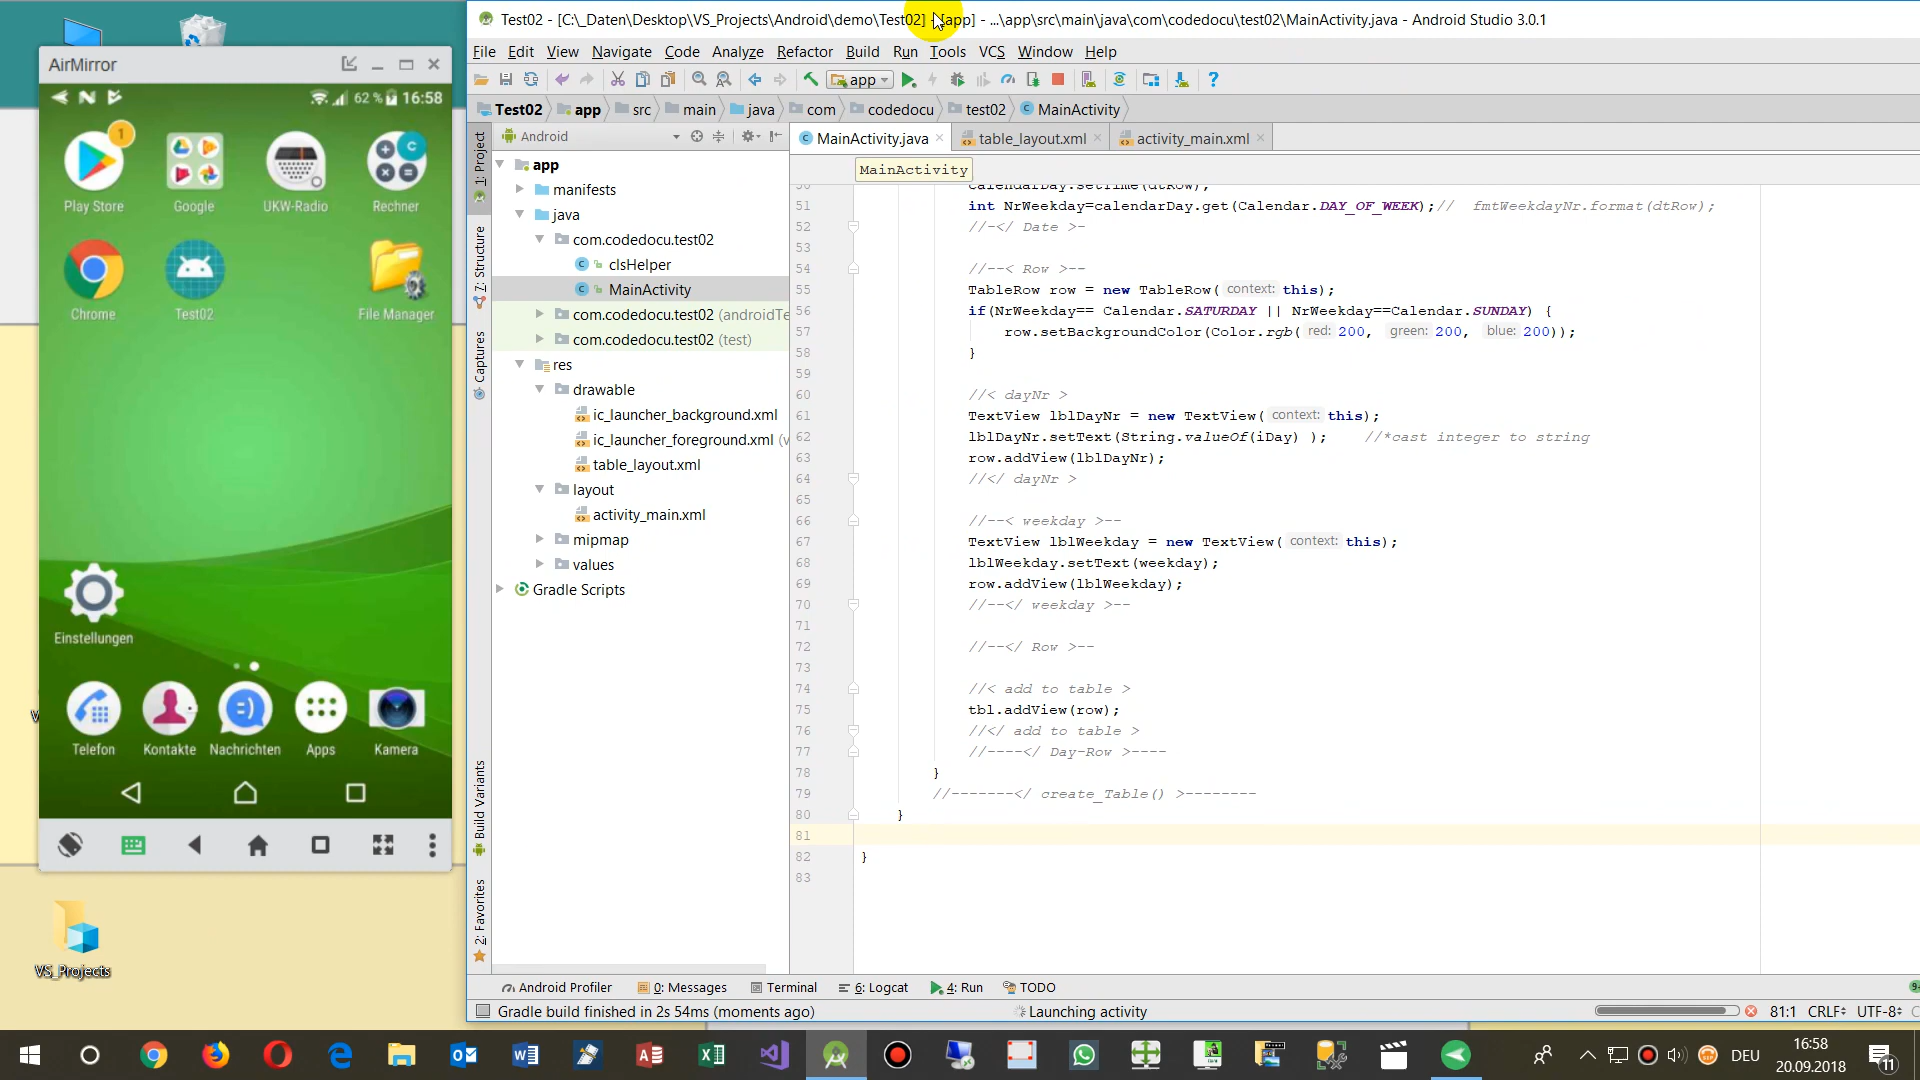 Test02 - [C:\_Daten\Desktop\VS_Projects\Android\demo\Test02] - [app] - ...\app\src\main\java\com\codedocu\test02\MainActivity.java - Android Studio 3.0.1
File Edit View Navigate Code Analyze Refactor Build Run Tools VCS Window Help
app
Test02 app src main java com codedocu test02 MainActivity
AirMirror
62 % 16:58
1
Play Store Google UKW-Radio Rechner
Chrome Test02 File Manager
Einstellungen
Telefon Kontakte Nachrichten Apps Kamera
VS_Projects
1: Project
7: Structure
Captures
Build Variants
2: Favorites
Android
app
manifests
java
com.codedocu.test02
clsHelper
MainActivity
com.codedocu.test02 (androidTe
com.codedocu.test02 (test)
res
drawable
ic_launcher_background.xml
ic_launcher_foreground.xml (v
table_layout.xml
layout
activity_main.xml
mipmap
values
Gradle Scripts
MainActivity.java table_layout.xml activity_main.xml
MainActivity
50 calendarDay.setTime(dtRow);
51 int NrWeekday=calendarDay.get(Calendar.DAY_OF_WEEK);// fmtWeekdayNr.format(dtRow);
52 //-</ Date >-
53
54 //--< Row >--
55 TableRow row = new TableRow( context: this);
56 if(NrWeekday== Calendar.SATURDAY || NrWeekday==Calendar.SUNDAY) {
57 row.setBackgroundColor(Color.rgb( red: 200, green: 200, blue: 200));
58 }
59
60 //< dayNr >
61 TextView lblDayNr = new TextView( context: this);
62 lblDayNr.setText(String.valueOf(iDay) ); //*cast integer to string
63 row.addView(lblDayNr);
64 //</ dayNr >
65
66 //--< weekday >--
67 TextView lblWeekday = new TextView( context: this);
68 lblWeekday.setText(weekday);
69 row.addView(lblWeekday);
70 //--</ weekday >--
71
72 //--</ Row >--
73
74 //< add to table >
75 tbl.addView(row);
76 //</ add to table >
77 //----</ Day-Row >----
78 }
79 //-------</ create_Table() >--------
80 }
81
82 }
83
Android Profiler 0: Messages Terminal 6: Logcat 4: Run TODO
Gradle build finished in 2s 54ms (moments ago) Launching activity 81:1 CRLF UTF-8
DEU 16:58
20.09.2018 11